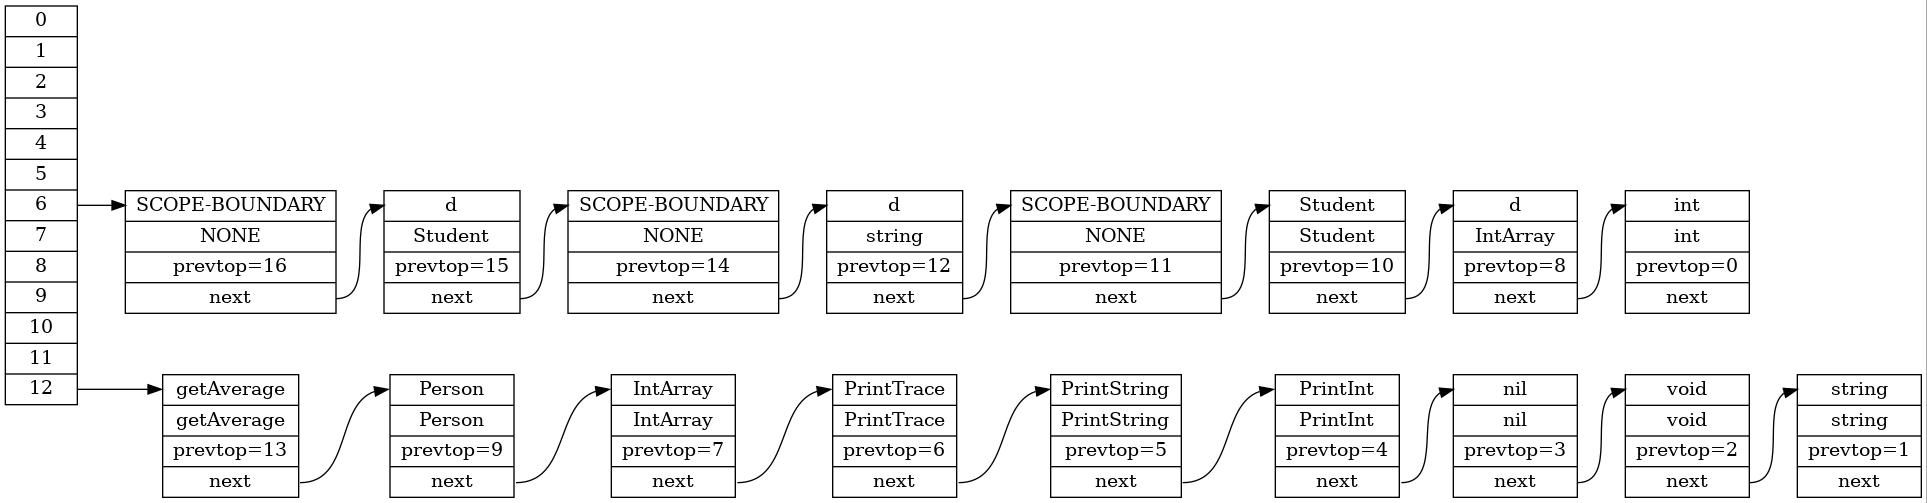 0
1
2
3
4
5
6
7
8
9
10
11
12
SCOPE-BOUNDARY
NONE
prevtop=16
next
d
Student
prevtop=15
next
SCOPE-BOUNDARY
NONE
prevtop=14
next
d
string
prevtop=12
next
SCOPE-BOUNDARY
NONE
prevtop=11
next
Student
Student
prevtop=10
next
d
IntArray
prevtop=8
next
int
int
prevtop=0
next
getAverage
getAverage
prevtop=13
next
Person
Person
prevtop=9
next
IntArray
IntArray
prevtop=7
next
PrintTrace
PrintTrace
prevtop=6
next
PrintString
PrintString
prevtop=5
next
PrintInt
PrintInt
prevtop=4
next
nil
nil
prevtop=3
next
void
void
prevtop=2
next
string
string
prevtop=1
next